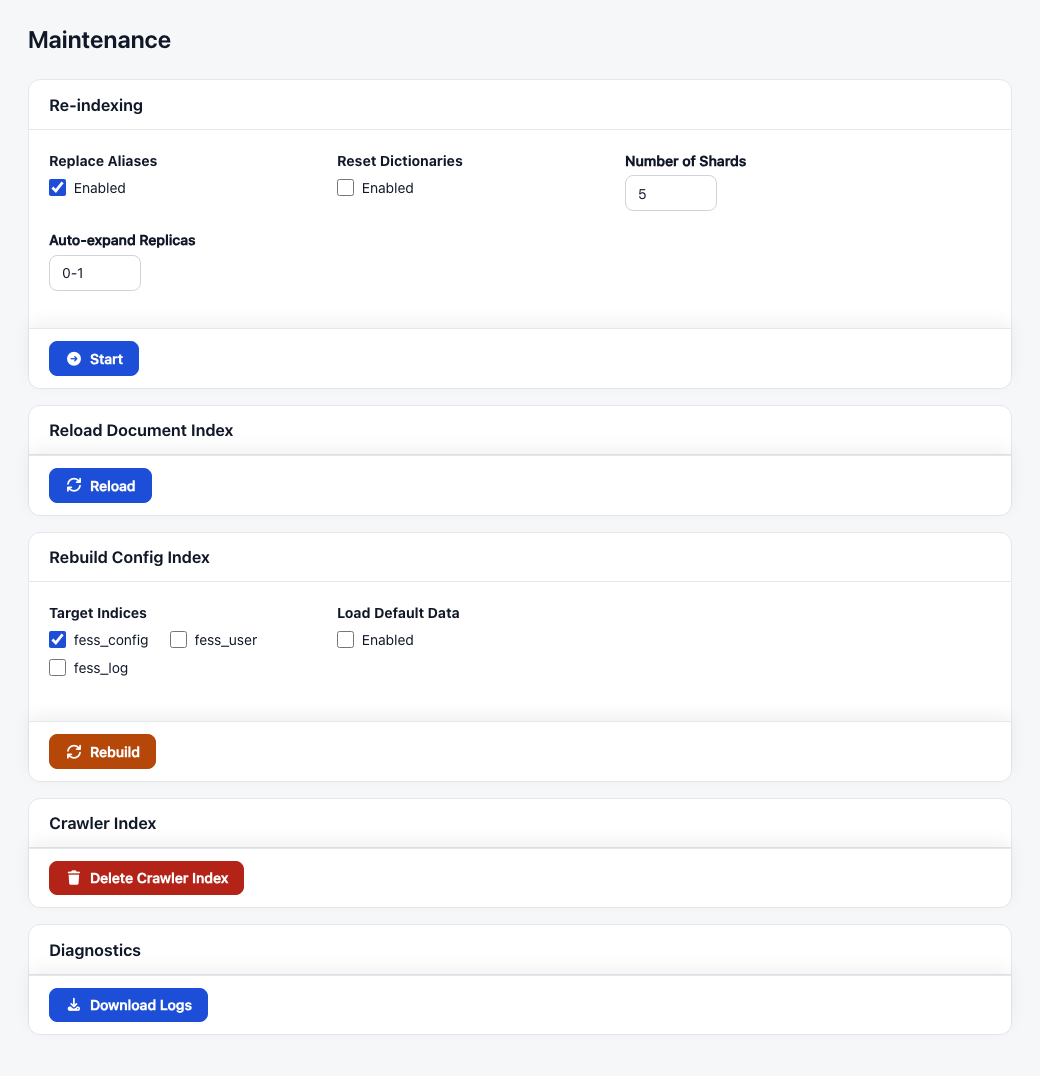 Maintenance
Re-indexing
Replace Aliases
Enabled
Reset Dictionaries
Enabled
Number of Shards
5
Auto-expand Replicas
0-1
Start
Reload Document Index
Reload
Rebuild Config Index
Target Indices
fess_config fess_user
fess_log
Load Default Data
Enabled
Rebuild
Crawler Index
Delete Crawler Index
Diagnostics
Download Logs